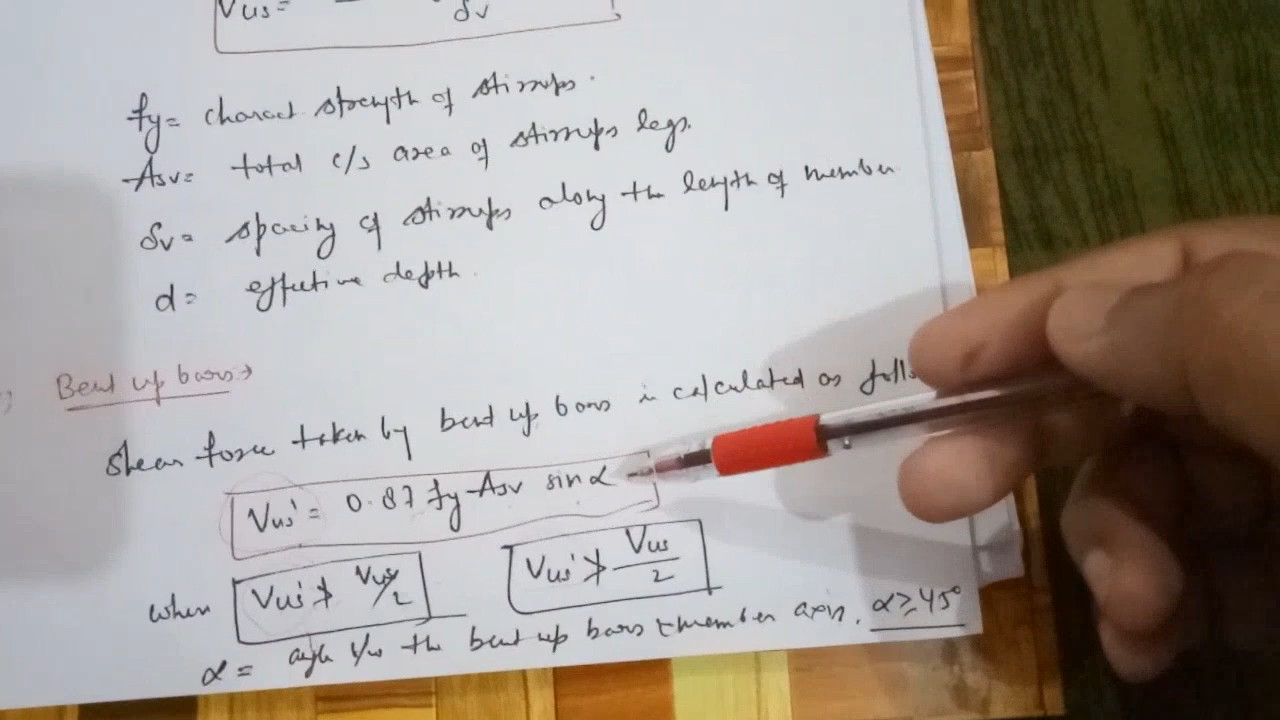 Vus =
Sv
fy = charact strength of stirrups.
Asv = total c/s area of stirrups legs.
Sv = spacing of stirrups along the length of member
d = effective depth.
Bent up bars →
Shear force taken by bent up bars is calculated as foll
Vus' = 0.87 fy Asv sin α
when Vus' ≯ Vus/2 Vus' ≯ Vus/2
α = angle b/w the bent up bars & member axis. α ≥ 45°